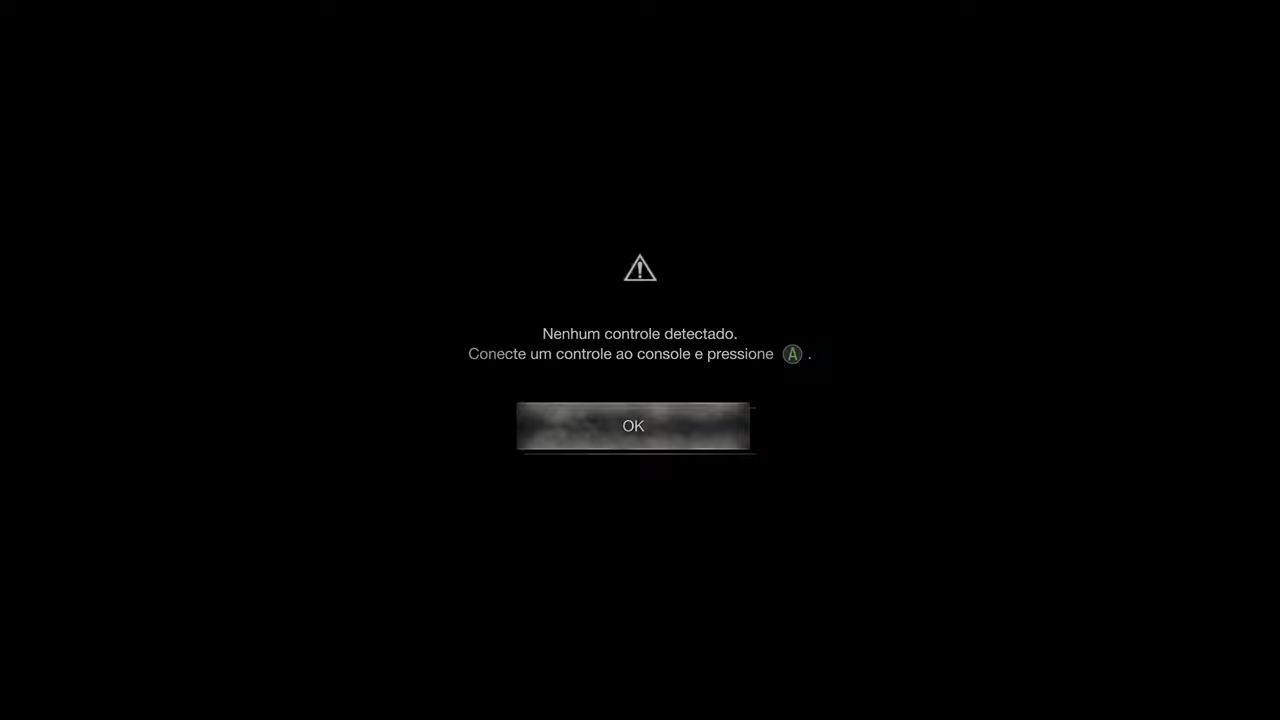 Nenhum controle detectado.
Conecte um controle ao console e pressione A .
OK